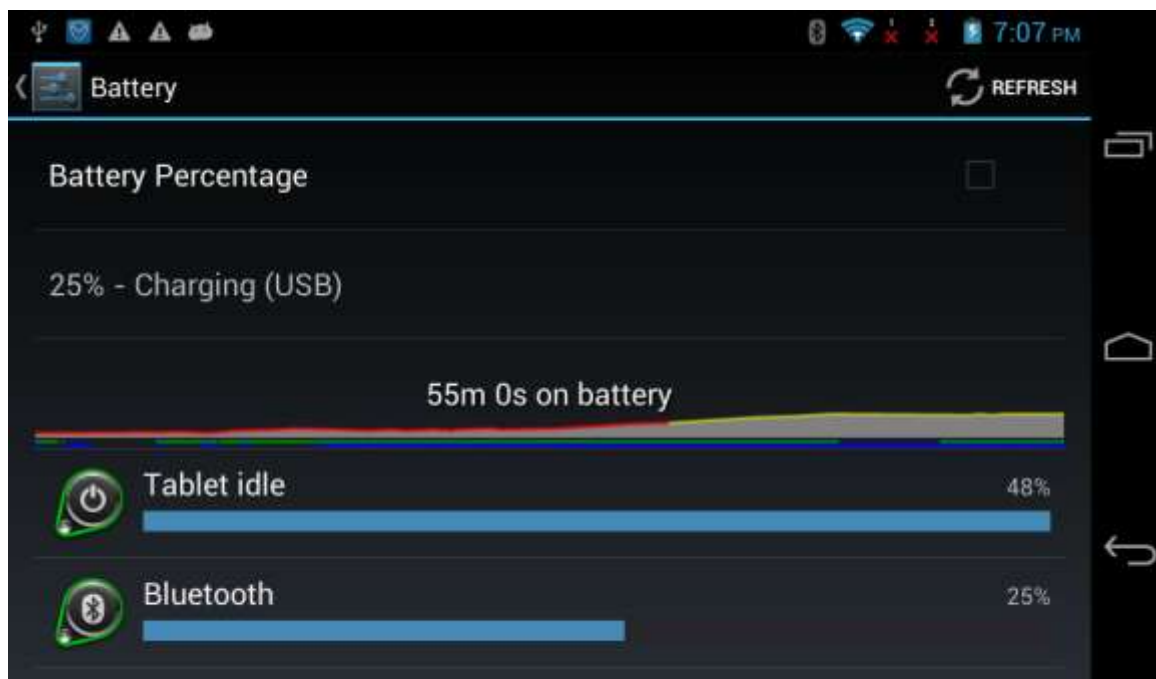 7:07 PM
Battery
REFRESH
Battery Percentage
25% - Charging (USB)
55m 0s on battery
Tablet idle
48%
Bluetooth
25%